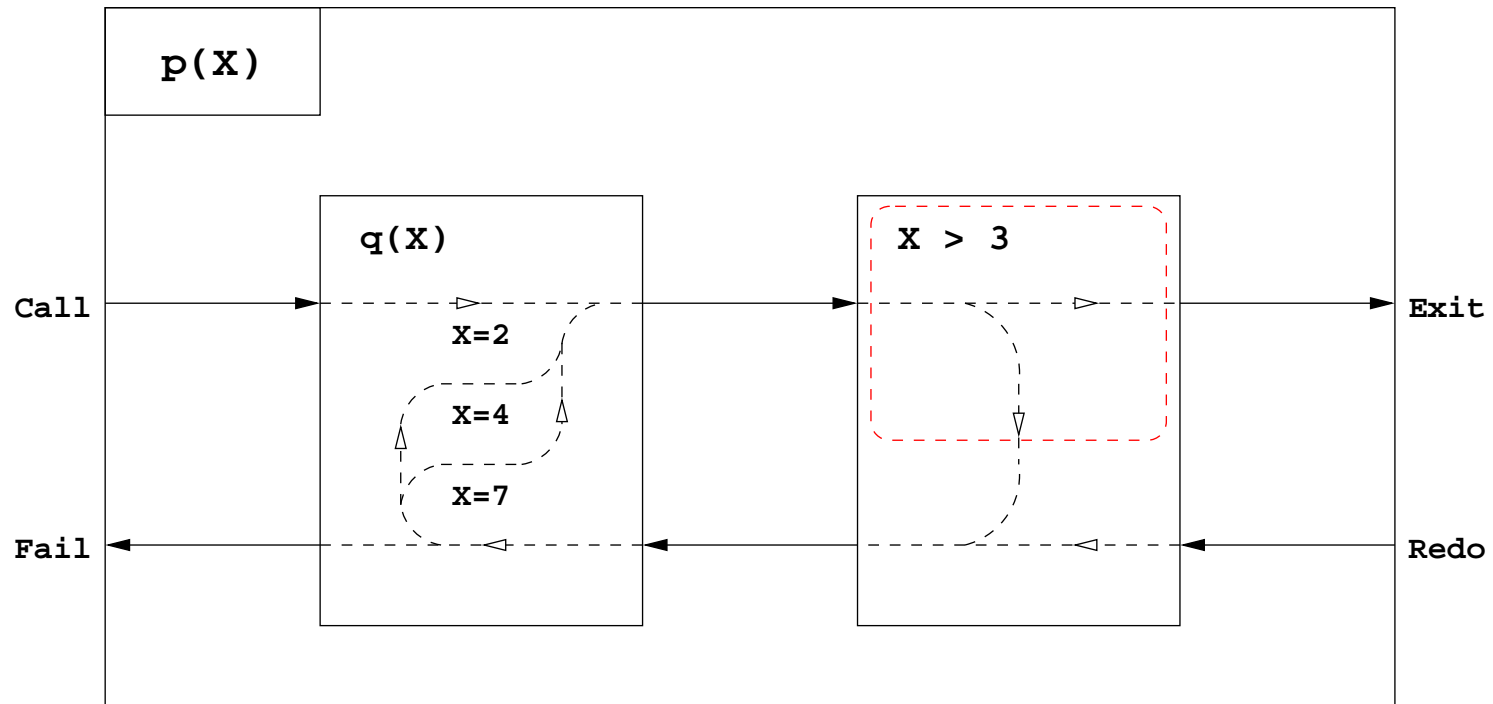 p(X)
q(X)
X > 3
Call
Exit
X=2
X=4
X=7
Fail
Redo